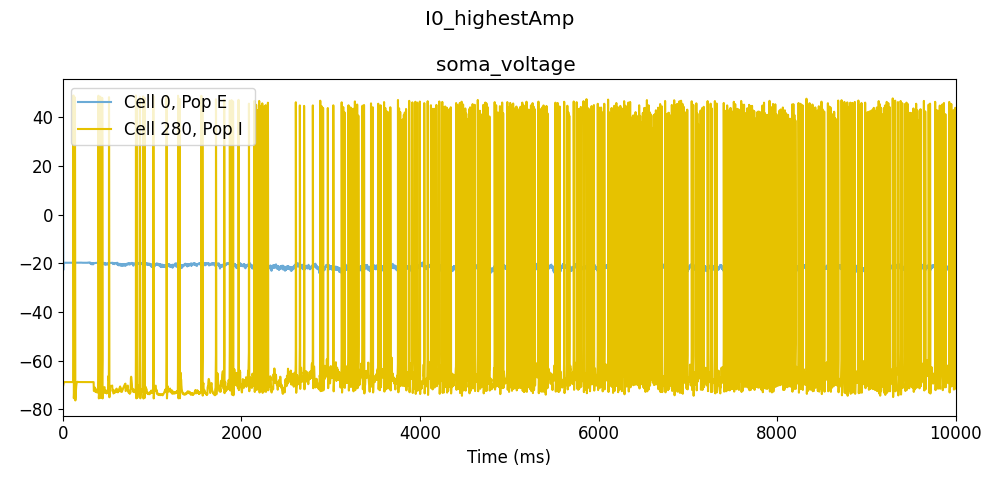 I0_highestAmp
soma_voltage
Cell 0, Pop E
Cell 280, Pop I
40
20
0
−20
−40
−60
−80
0 2000 4000 6000 8000 10000
Time (ms)